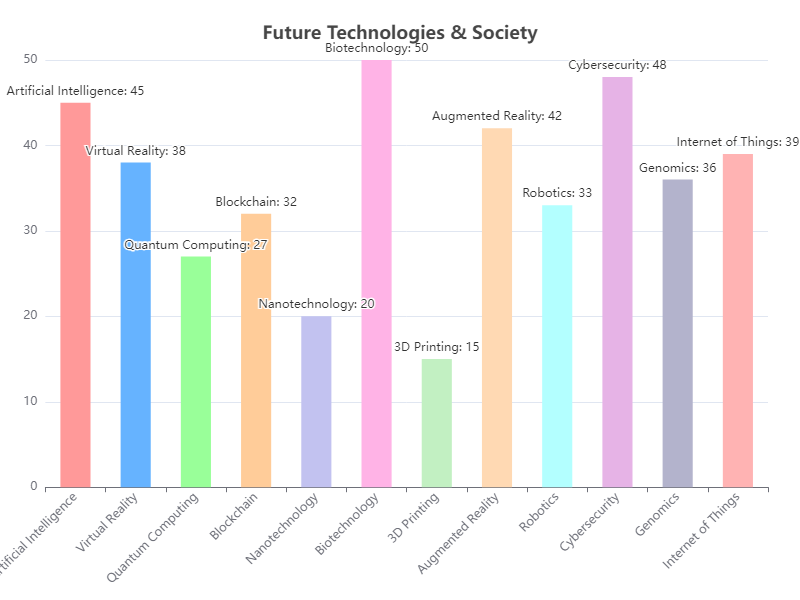 Future Technologies & Society
Biotechnology: 50
50
Cybersecurity: 48
Artificial Intelligence: 45
Augmented Reality: 42
40
Internet of Things: 39
Virtual Reality: 38
Genomics: 36
Robotics: 33
Blockchain: 32
30
Quantum Computing: 27
Nanotechnology: 20
20
3D Printing: 15
10
0
rtificial Intelligence
Virtual Reality
Quantum Computing
Blockchain
Nanotechnology
Biotechnology
3D Printing
Augmented Reality
Robotics
Cybersecurity
Genomics
Internet of Things